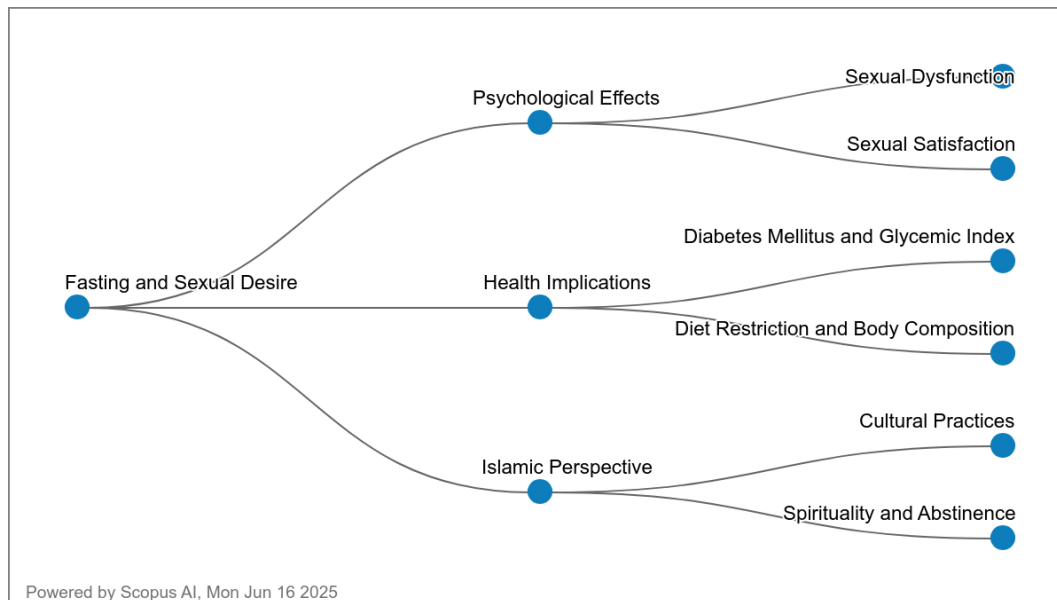 Sexual Dysfunction
Psychological Effects
Sexual Satisfaction
Diabetes Mellitus and Glycemic Index
Fasting and Sexual Desire
Health Implications
Diet Restriction and Body Composition
Cultural Practices
Islamic Perspective
Spirituality and Abstinence
Powered by Scopus AI, Mon Jun 16 2025